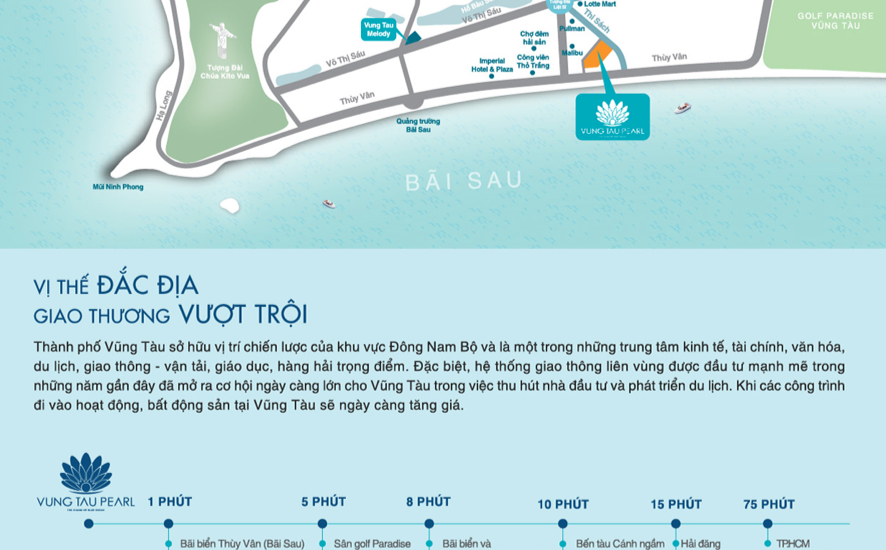 Lotte Mart
Hồ Bàu Sen
Võ Thị Sáu
Thi Sách
Pullman
GOLF PARADISE
VŨNG TÀU
Vung Tau
Melody
Chợ đêm
hải sản
Malibu
Tượng Đài
Chúa Kitô Vua
Võ Thị Sáu
Imperial
Hotel & Plaza
Công viên
Thỏ Trắng
Thùy Vân
Hạ Long
Thùy Vân
Quảng trường
Bãi Sau
VUNG TAU PEARL
Mũi Ninh Phong
BÃI SAU
VỊ THẾ ĐẮC ĐỊA
GIAO THƯƠNG VƯỢT TRỘI
Thành phố Vũng Tàu sở hữu vị trí chiến lược của khu vực Đông Nam Bộ và là một trong những trung tâm kinh tế, tài chính, văn hóa,
du lịch, giao thông - vận tải, giáo dục, hàng hải trọng điểm. Đặc biệt, hệ thống giao thông liên vùng được đầu tư mạnh mẽ trong
những năm gần đây đã mở ra cơ hội ngày càng lớn cho Vũng Tàu trong việc thu hút nhà đầu tư và phát triển du lịch. Khi các công trình
đi vào hoạt động, bất động sản tại Vũng Tàu sẽ ngày càng tăng giá.
VUNG TAU PEARL
1 PHÚT
5 PHÚT
8 PHÚT
10 PHÚT
15 PHÚT
75 PHÚT
Bãi biển Thùy Vân (Bãi Sau)
Sân golf Paradise
Bãi biển và
Bến tàu Cánh ngầm
Hải đăng
TP.HCM